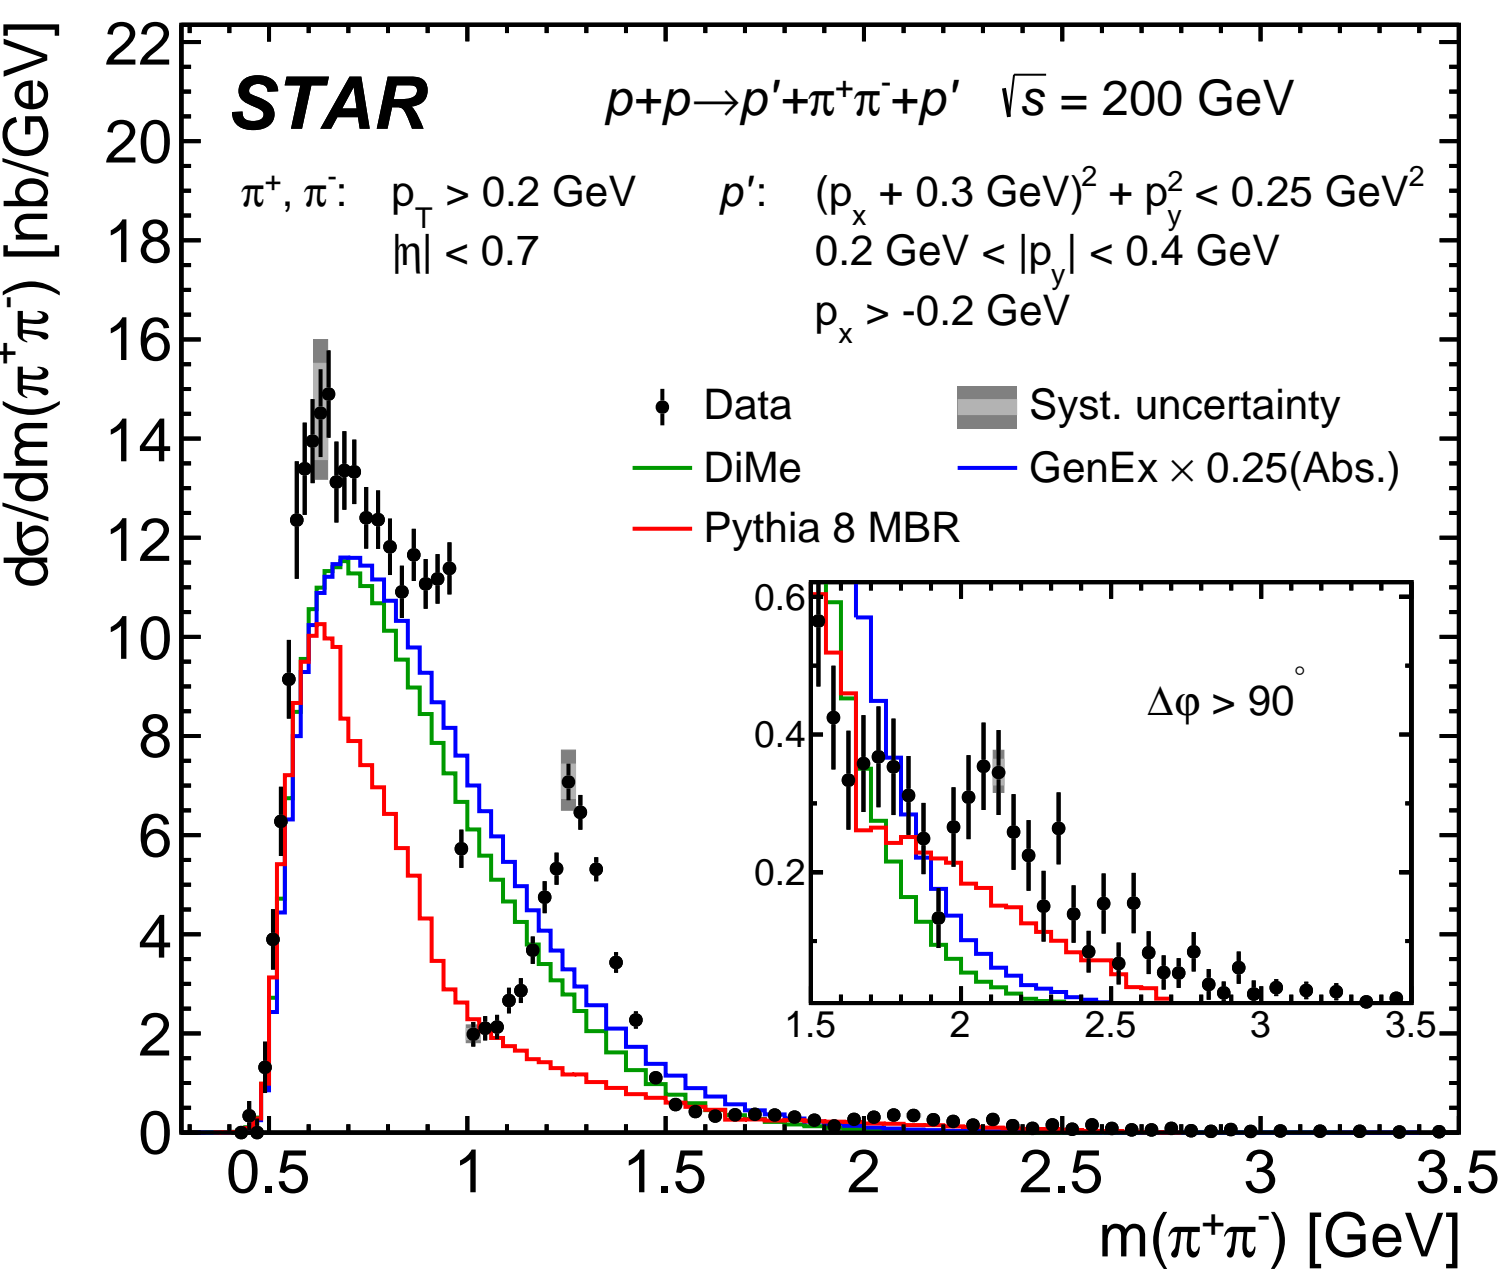 dσ/dm(π⁺π⁻) [nb/GeV]
22
20
18
16
14
12
10
8
6
4
2
0
STAR p+p→p′+π⁺π⁻+p′ √s = 200 GeV
π⁺, π⁻: p_T > 0.2 GeV p′: (p_x + 0.3 GeV)² + p_y² < 0.25 GeV²
|η| < 0.7 0.2 GeV < |p_y| < 0.4 GeV
p_x > -0.2 GeV
Data Syst. uncertainty
DiMe GenEx × 0.25(Abs.)
Pythia 8 MBR
0.6
0.4
0.2
Δφ > 90°
1.5 2 2.5 3 3.5
0.5 1 1.5 2 2.5 3 3.5
m(π⁺π⁻) [GeV]